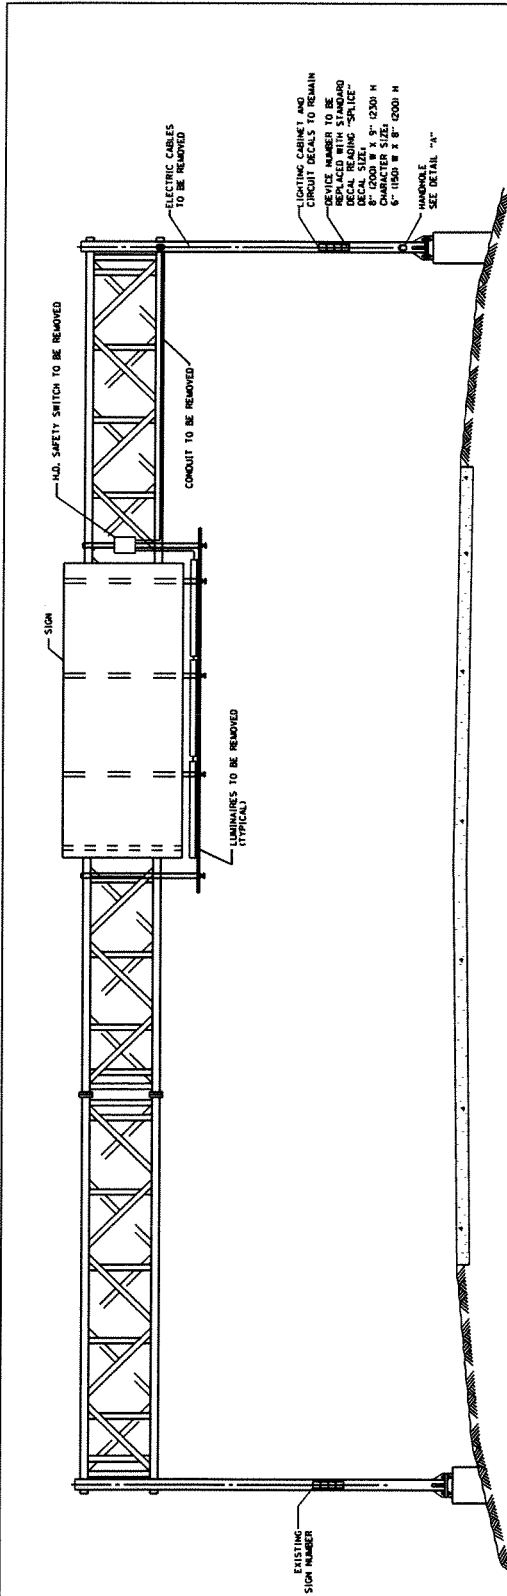 EXISTING
SIGN NUMBER
SIGN
LUMINAIRES TO BE REMOVED
(TYPICAL)
H.D. SAFETY SWITCH TO BE REMOVED
CONDUIT TO BE REMOVED
ELECTRIC CABLES
TO BE REMOVED
LIGHTING CABINET AND
CIRCUIT DECALS TO REMAIN
DEVICE NUMBER TO BE
REPLACED WITH STANDARD
DECAL READING "SPLICE"
DECAL SIZE:
8" (200) W X 9" (230) H
CHARACTER SIZE:
6" (150) W X 8" (200) H
HANDHOLE
SEE DETAIL "A"